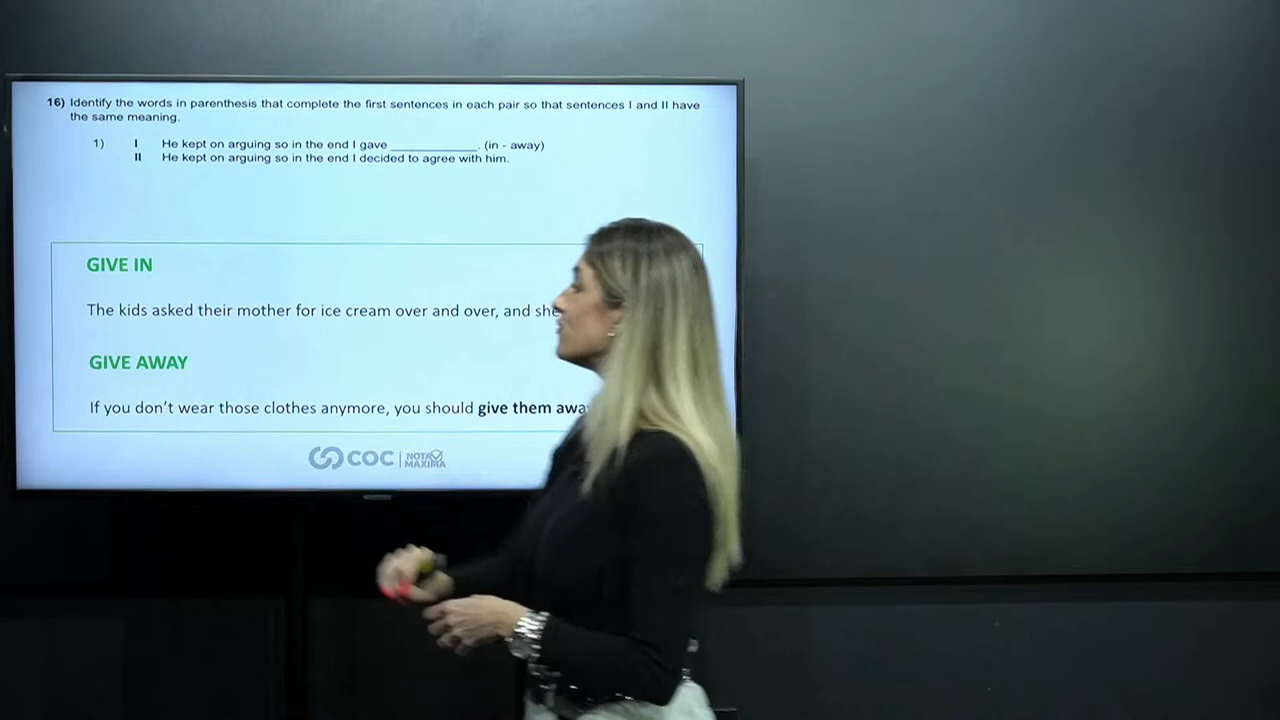 16) Identify the words in parenthesis that complete the first sentences in each pair so that sentences I and II have
the same meaning.
1) I He kept on arguing so in the end I gave ____________. (in - away)
II He kept on arguing so in the end I decided to agree with him.
GIVE IN
The kids asked their mother for ice cream over and over, and she
GIVE AWAY
If you don’t wear those clothes anymore, you should give them
COC NOTA
MAXIMA